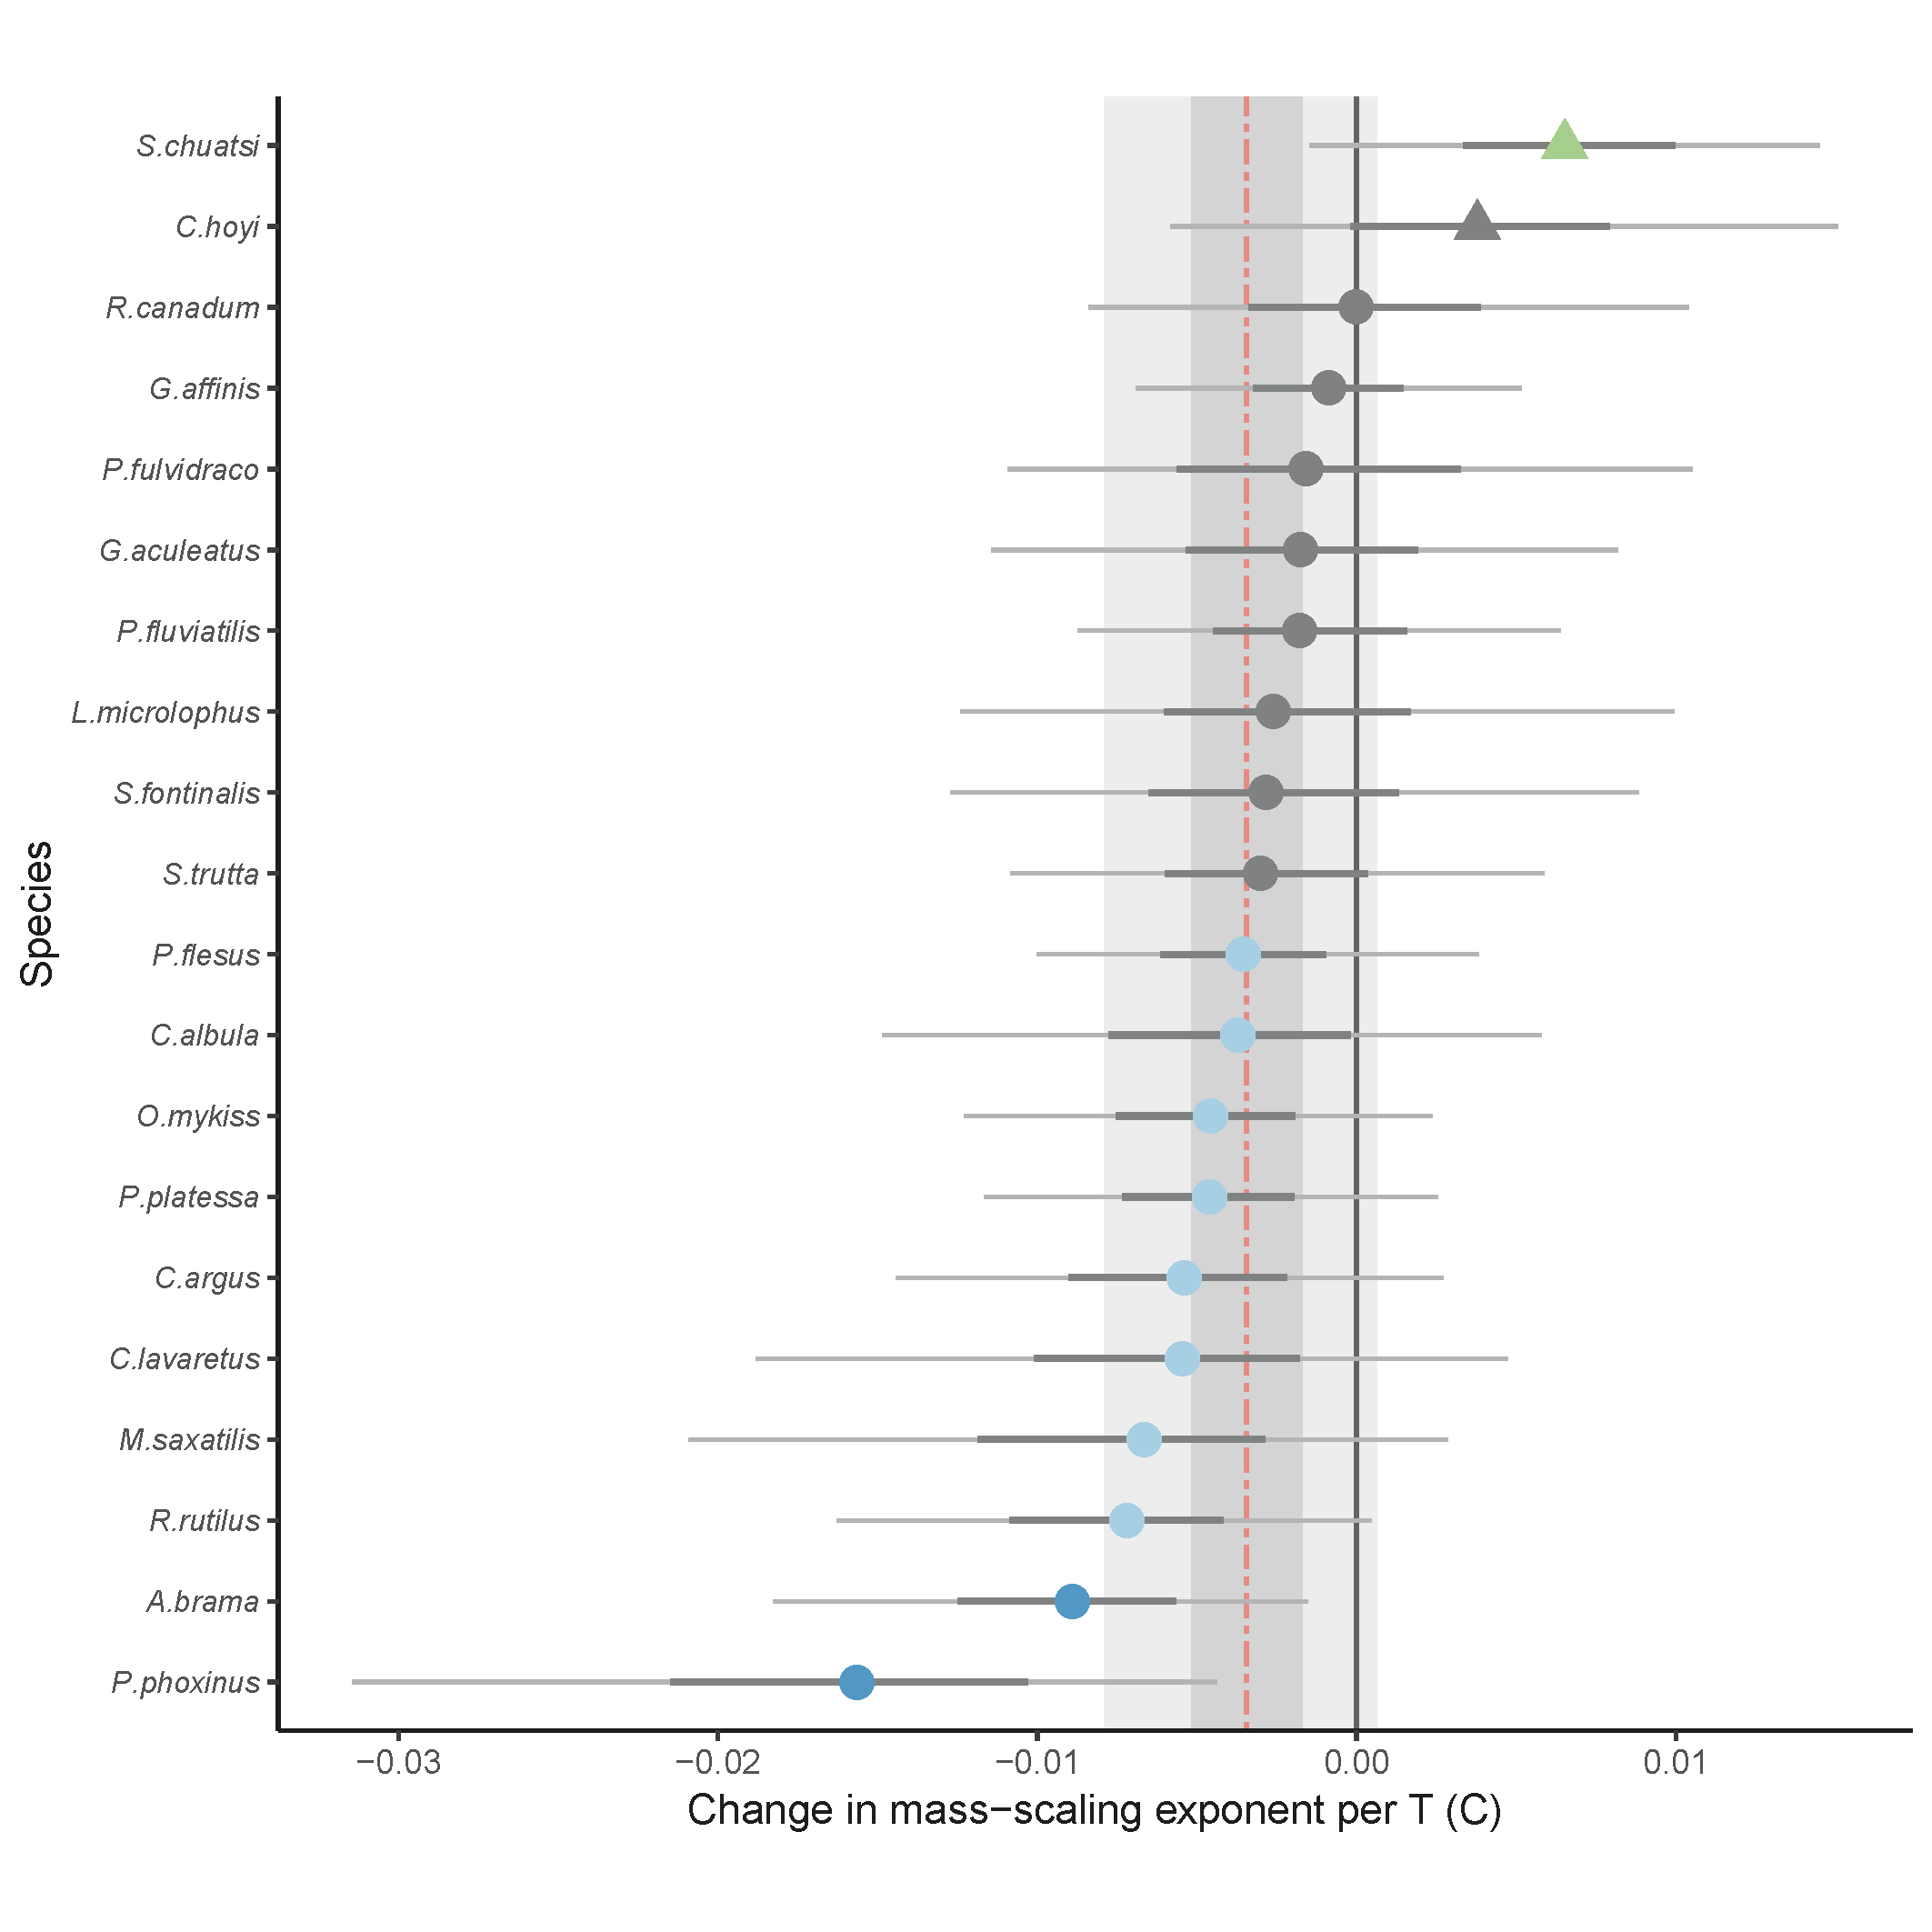 S.chuatsi
C.hoyi
R.canadum
G.affinis
P.fulvidraco
G.aculeatus
P.fluviatilis
L.microlophus
S.fontinalis
S.trutta
P.flesus
C.albula
O.mykiss
P.platessa
C.argus
C.lavaretus
M.saxatilis
R.rutilus
A.brama
P.phoxinus
Species
−0.03 −0.02 −0.01 0.00 0.01
Change in mass−scaling exponent per T (C)